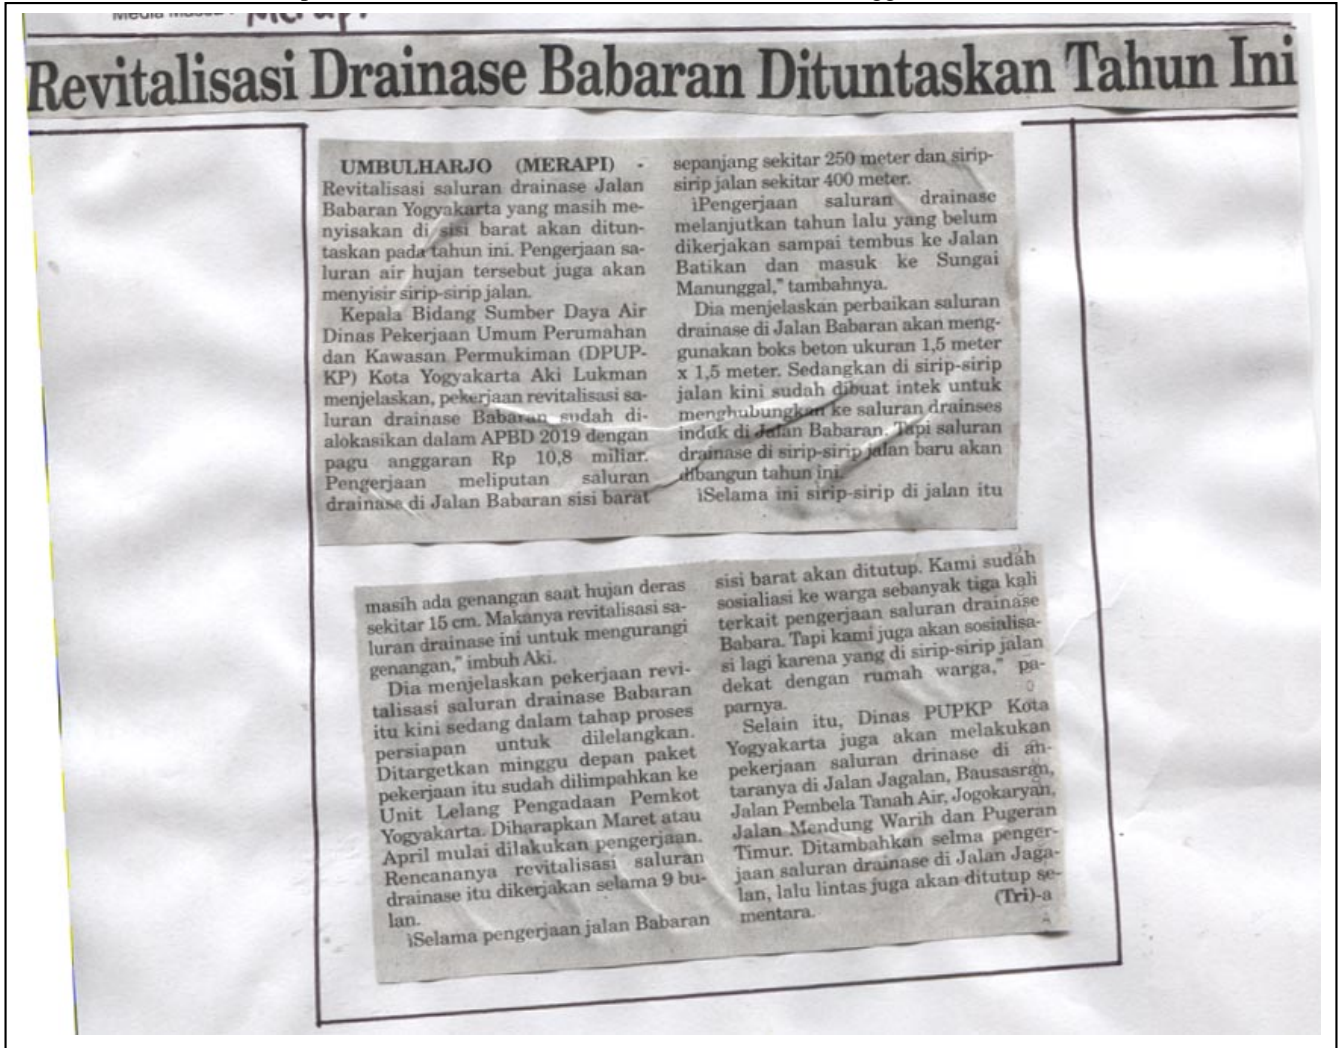 Merapi.
Revitalisasi Drainase Babaran Dituntaskan Tahun Ini
UMBULHARJO (MERAPI) -
Revitalisasi saluran drainase Jalan
Babaran Yogyakarta yang masih me-
nyisakan di sisi barat akan ditun-
taskan pada tahun ini. Pengerjaan sa-
luran air hujan tersebut juga akan
menyisir sirip-sirip jalan.
Kepala Bidang Sumber Daya Air
Dinas Pekerjaan Umum Perumahan
dan Kawasan Permukiman (DPUP-
KP) Kota Yogyakarta Aki Lukman
menjelaskan, pekerjaan revitalisasi sa-
luran drainase Babaran sudah di-
alokasikan dalam APBD 2019 dengan
pagu anggaran Rp 10,8 miliar.
Pengerjaan meliputan saluran
drainase di Jalan Babaran sisi barat
sepanjang sekitar 250 meter dan sirip-
sirip jalan sekitar 400 meter.
ìPengerjaan saluran drainase
melanjutkan tahun lalu yang belum
dikerjakan sampai tembus ke Jalan
Batikan dan masuk ke Sungai
Manunggal," tambahnya.
Dia menjelaskan perbaikan saluran
drainase di Jalan Babaran akan meng-
gunakan boks beton ukuran 1,5 meter
x 1,5 meter. Sedangkan di sirip-sirip
jalan kini sudah dibuat intek untuk
menghubungkan ke saluran drainses
induk di Jalan Babaran. Tapi saluran
drainase di sirip-sirip jalan baru akan
dibangun tahun ini.
ìSelama ini sirip-sirip di jalan itu
masih ada genangan saat hujan deras
sekitar 15 cm. Makanya revitalisasi sa-
luran drainase ini untuk mengurangi
genangan," imbuh Aki.
Dia menjelaskan pekerjaan revi-
talisasi saluran drainase Babaran
itu kini sedang dalam tahap proses
persiapan untuk dilelangkan.
Ditargetkan minggu depan paket
pekerjaan itu sudah dilimpahkan ke
Unit Lelang Pengadaan Pemkot
Yogyakarta. Diharapkan Maret atau
April mulai dilakukan pengerjaan.
Rencananya revitalisasi saluran
drainase itu dikerjakan selama 9 bu-
lan.
ìSelama pengerjaan jalan Babaran
sisi barat akan ditutup. Kami sudah
sosialiasi ke warga sebanyak tiga kali
terkait pengerjaan saluran drainase
Babara. Tapi kami juga akan sosialisa-
si lagi karena yang di sirip-sirip jalan
dekat dengan rumah warga," pa-
parnya.
Selain itu, Dinas PUPKP Kota
Yogyakarta juga akan melakukan
pekerjaan saluran drinase di an-
taranya di Jalan Jagalan, Bausasran,
Jalan Pembela Tanah Air, Jogokaryan,
Jalan Mendung Warih dan Pugeran
Timur. Ditambahkan selma penger-
jaan saluran drainase di Jalan Jaga-
lan, lalu lintas juga akan ditutup se-
mentara. (Tri)-a